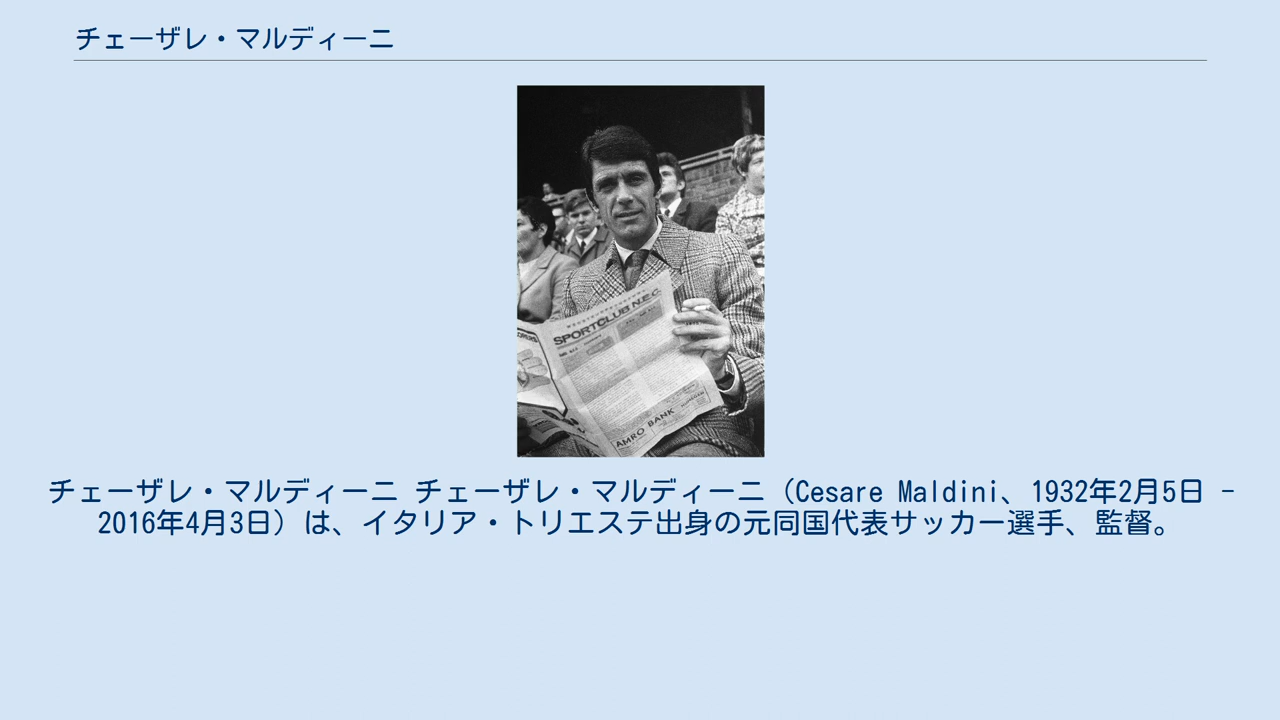 チェーザレ・マルディーニ
SPORTCLUB N.E.C.
AMRO BANK
チェーザレ・マルディーニ チェーザレ・マルディーニ（Cesare Maldini、1932年2月5日 -
2016年4月3日）は、イタリア・トリエステ出身の元同国代表サッカー選手、監督。